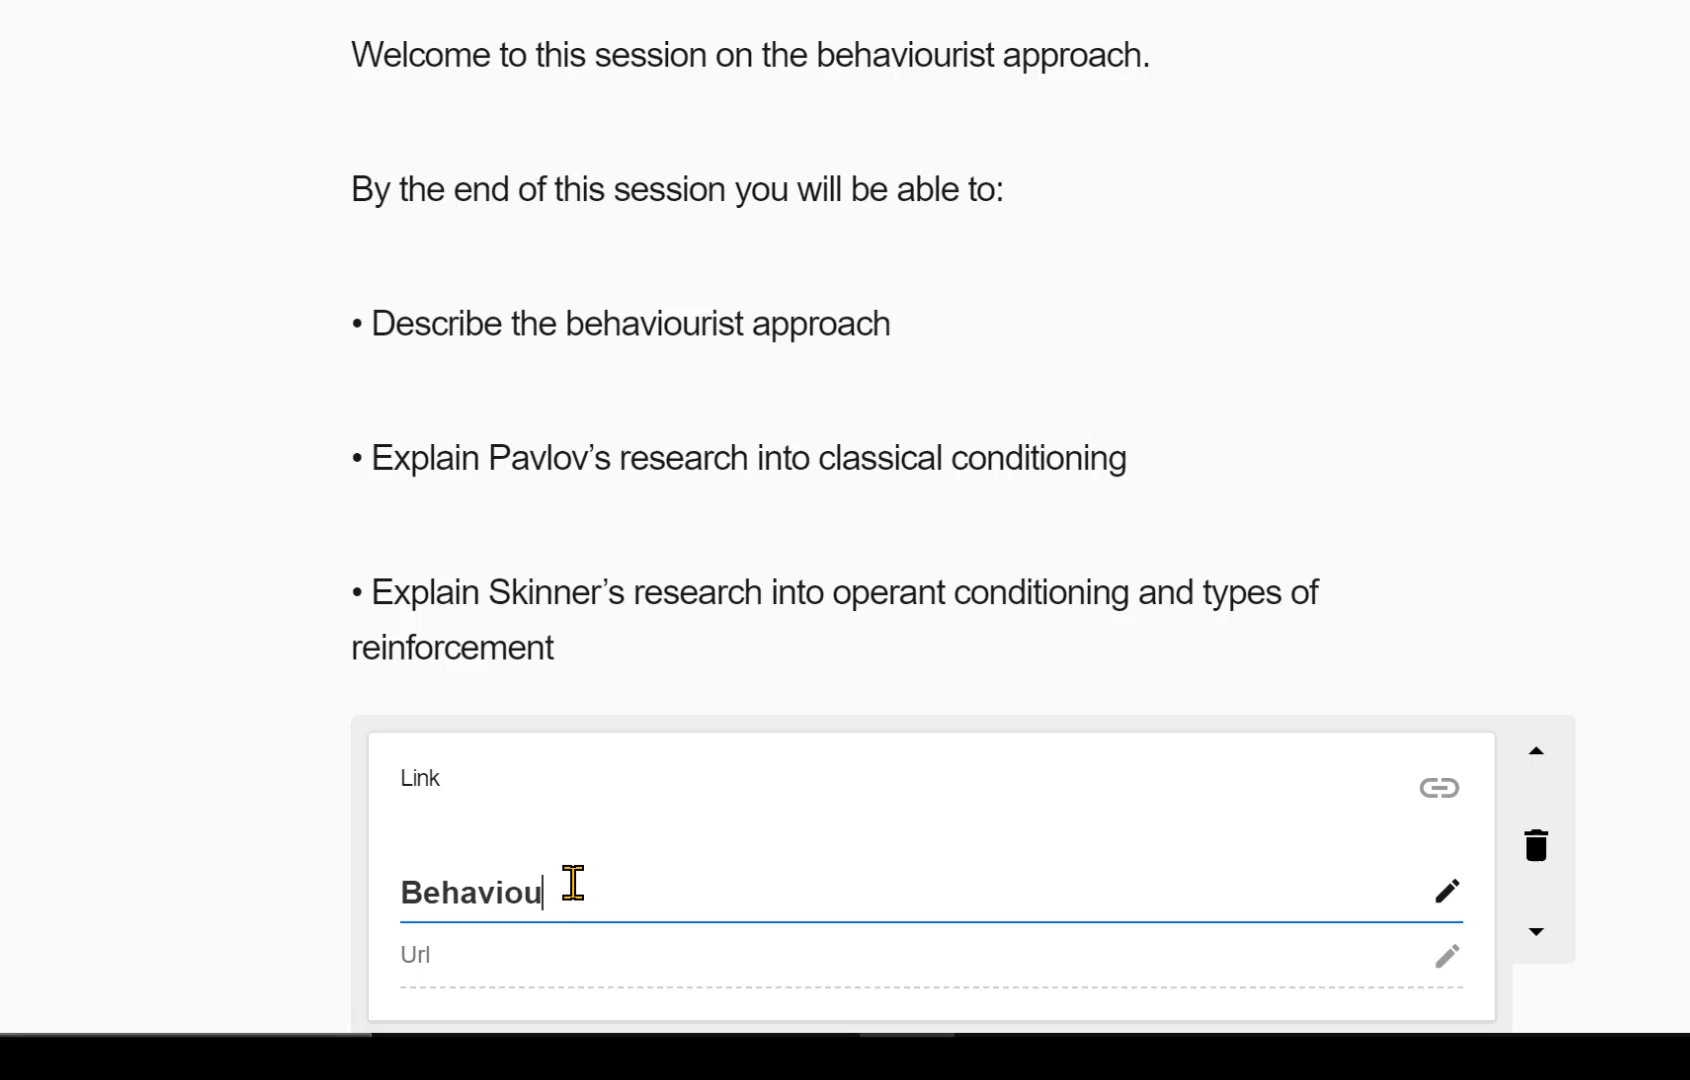 Welcome to this session on the behaviourist approach.
By the end of this session you will be able to:
• Describe the behaviourist approach
• Explain Pavlov’s research into classical conditioning
• Explain Skinner’s research into operant conditioning and types of
reinforcement
Link
Behaviou
Url